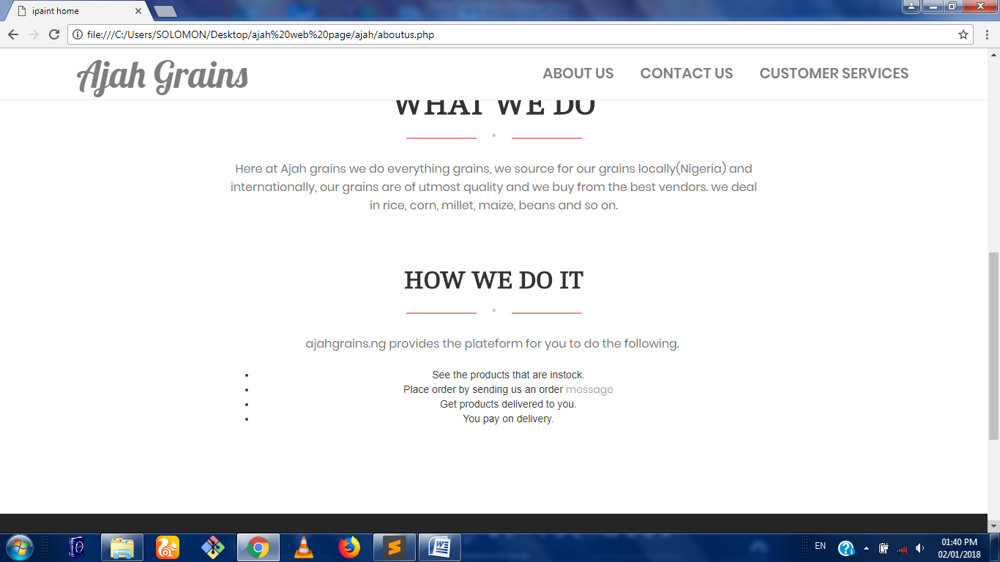 ipaint home
file:///C:/Users/SOLOMON/Desktop/ajah%20web%20page/ajah/aboutus.php
Ajah Grains
ABOUT US
CONTACT US
CUSTOMER SERVICES
WHAT WE DO
*
Here at Ajah grains we do everything grains, we source for our grains locally(Nigeria) and
internationally, our grains are of utmost quality and we buy from the best vendors. we deal
in rice, corn, millet, maize, beans and so on.
HOW WE DO IT
*
ajahgrains.ng provides the plateform for you to do the following.
• See the products that are instock.
• Place order by sending us an order message
• Get products delivered to you.
• You pay on delivery.
EN
01:40 PM
02/01/2018